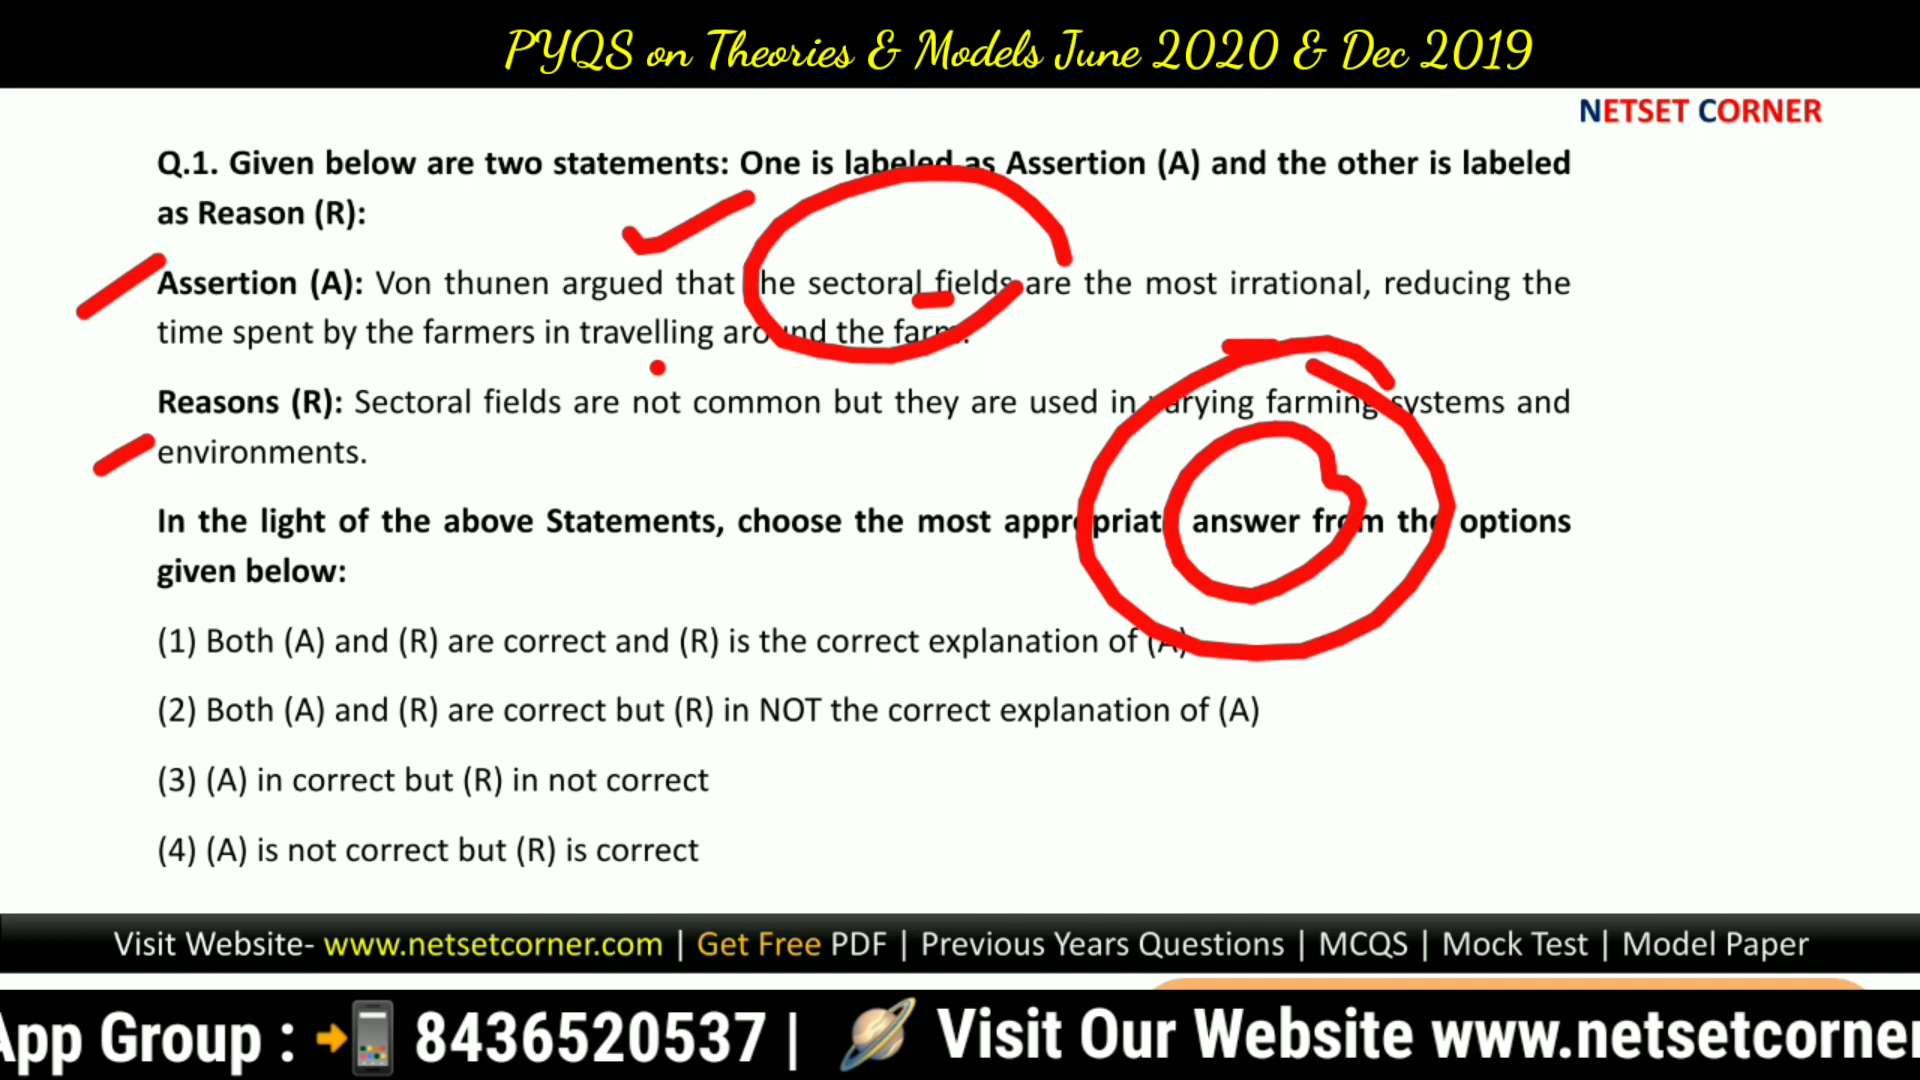 PYQS on Theories & Models June 2020 & Dec 2019
NETSET CORNER
Q.1. Given below are two statements: One is labeled as Assertion (A) and the other is labeled
as Reason (R):
Assertion (A): Von thunen argued that the sectoral fields are the most irrational, reducing the
time spent by the farmers in travelling around the farm.
Reasons (R): Sectoral fields are not common but they are used in varying farming systems and
environments.
In the light of the above Statements, choose the most appropriate answer from the options
given below:
(1) Both (A) and (R) are correct and (R) is the correct explanation of (A)
(2) Both (A) and (R) are correct but (R) in NOT the correct explanation of (A)
(3) (A) in correct but (R) in not correct
(4) (A) is not correct but (R) is correct
Visit Website- www.netsetcorner.com | Get Free PDF | Previous Years Questions | MCQS | Mock Test | Model Paper
App Group : 8436520537 | Visit Our Website www.netsetcorner